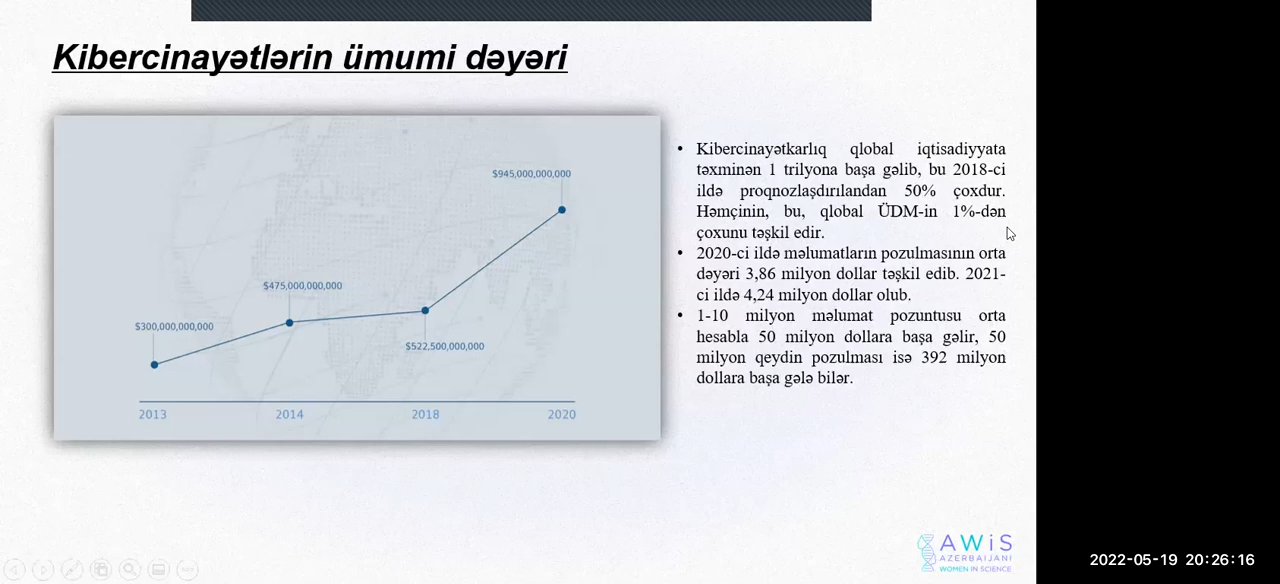 Kibercinayətlərin ümumi dəyəri
$945,000,000,000
$475,000,000,000
$300,000,000,000
$522,500,000,000
2013 2014 2018 2020
• Kibercinayətkarlıq qlobal iqtisadiyyata
təxminən 1 trilyona başa gəlib, bu 2018-ci
ildə proqnozlaşdırılandan 50% çoxdur.
Həmçinin, bu, qlobal ÜDM-in 1%-dən
çoxunu təşkil edir.
• 2020-ci ildə məlumatların pozulmasının orta
dəyəri 3,86 milyon dollar təşkil edib. 2021-
ci ildə 4,24 milyon dollar olub.
• 1-10 milyon məlumat pozuntusu orta
hesabla 50 milyon dollara başa gəlir, 50
milyon qeydin pozulması isə 392 milyon
dollara başa gələ bilər.
AWiS
AZERBAIJANI
WOMEN IN SCIENCE
2022-05-19 20:26:16